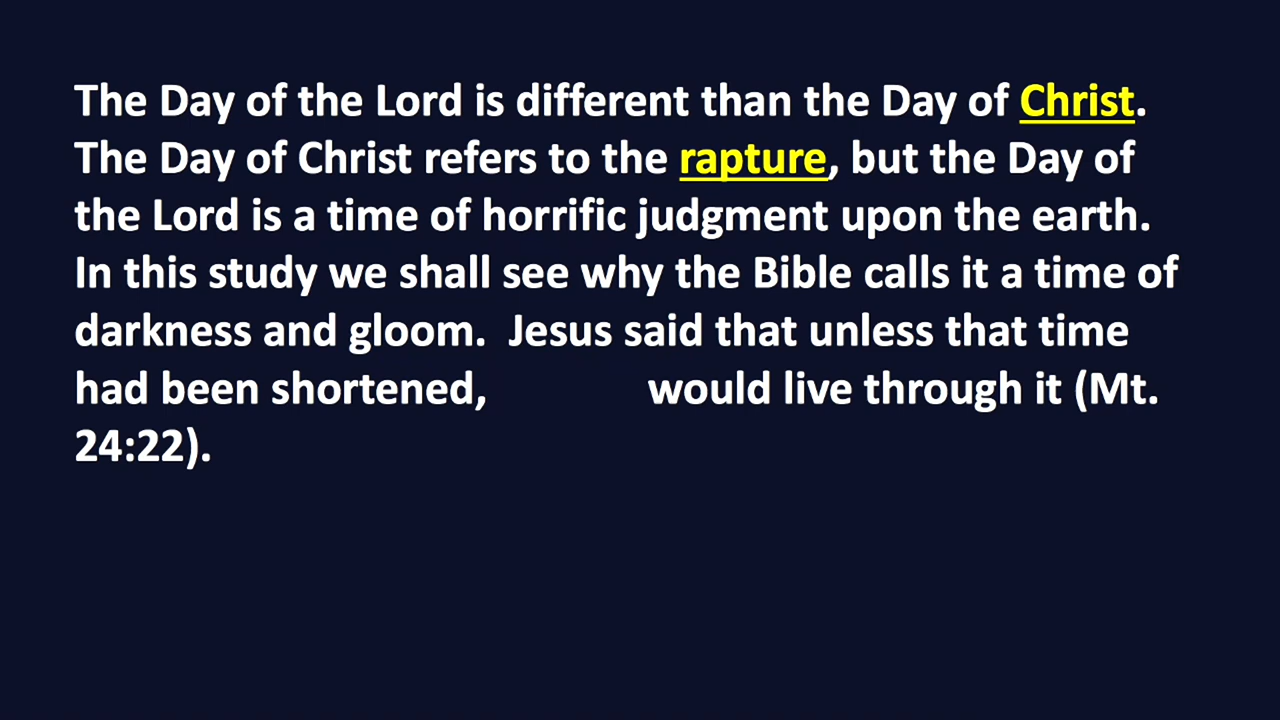 The Day of the Lord is different than the Day of Christ.
The Day of Christ refers to the rapture, but the Day of
the Lord is a time of horrific judgment upon the earth.
In this study we shall see why the Bible calls it a time of
darkness and gloom.  Jesus said that unless that time
had been shortened, would live through it (Mt.
24:22).